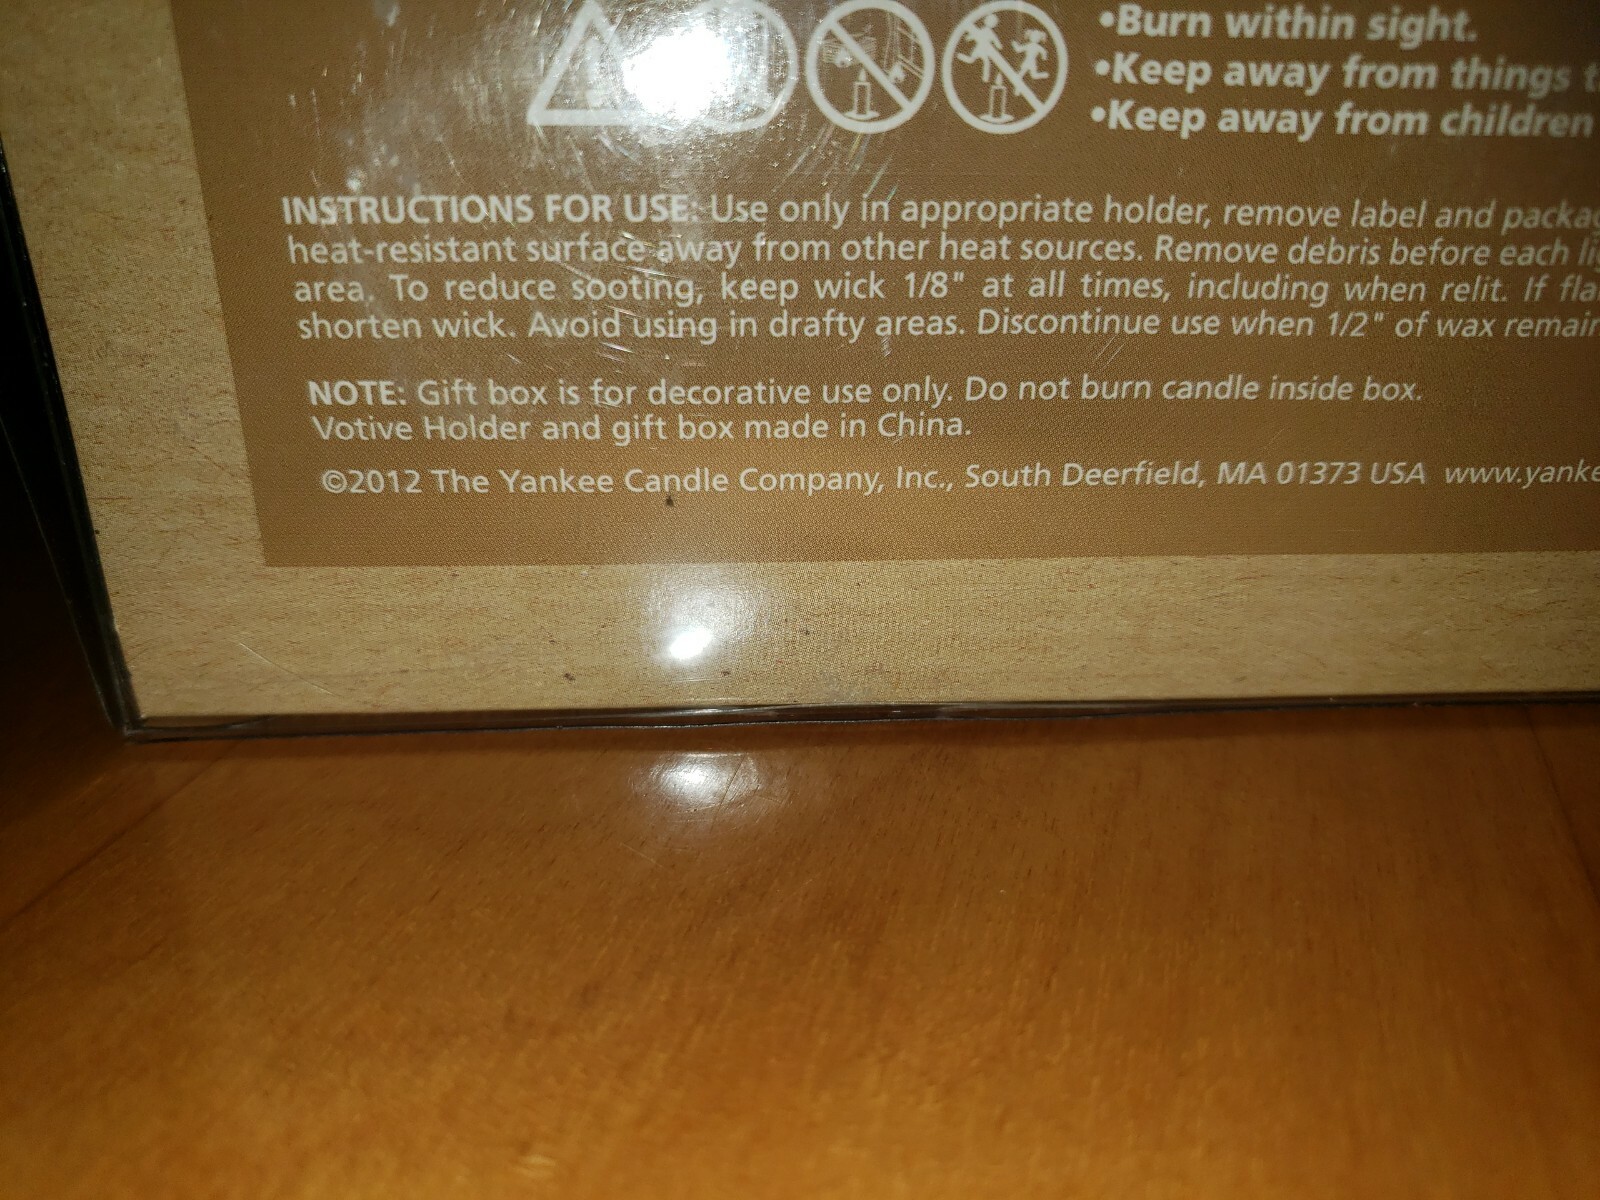 •Burn within sight.
•Keep away from things
•Keep away from children
INSTRUCTIONS FOR USE: Use only in appropriate holder, remove label and
heat-resistant surface away from other heat sources. Remove debris before each
area. To reduce sooting, keep wick 1/8" at all times, including when relit. If
shorten wick. Avoid using in drafty areas. Discontinue use when 1/2" of wax
NOTE: Gift box is for decorative use only. Do not burn candle inside box.
Votive Holder and gift box made in China.
©2012 The Yankee Candle Company, Inc., South Deerfield, MA 01373 USA www.yanke